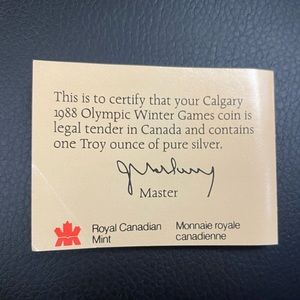 This is to certify that your Calgary
1988 Olympic Winter Games coin is
legal tender in Canada and contains
one Troy ounce of pure silver.
Master
Royal Canadian
Mint
Monnaie royale
canadienne